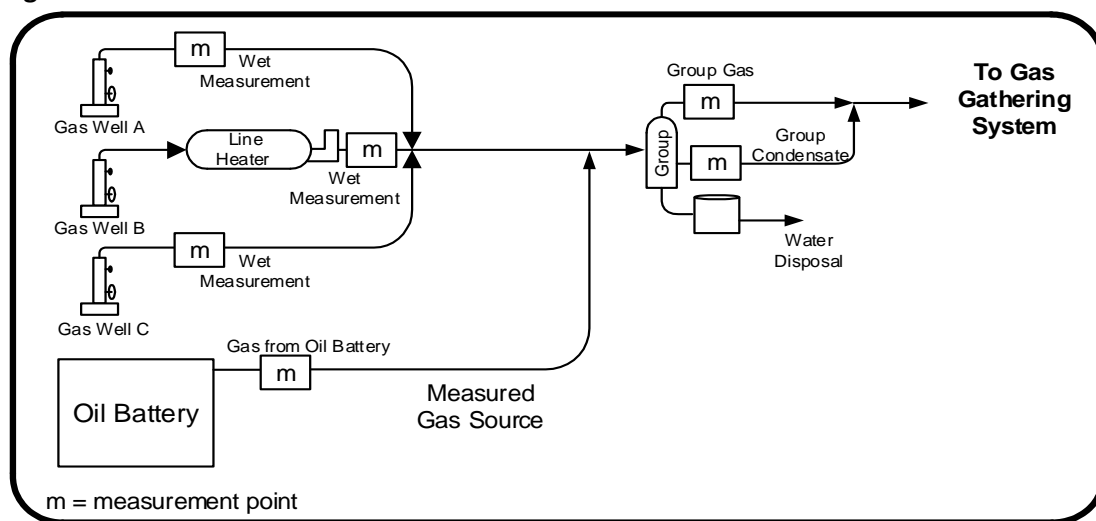 m
Wet
Measurement
Gas Well A
Line
Heater
m
Wet
Measurement
Gas Well B
m
Wet
Measurement
Gas Well C
Group Gas
m
Group
m
Group
Condensate
Water
Disposal
To Gas
Gathering
System
Gas from Oil Battery
m
Oil Battery
Measured
Gas Source
m = measurement point